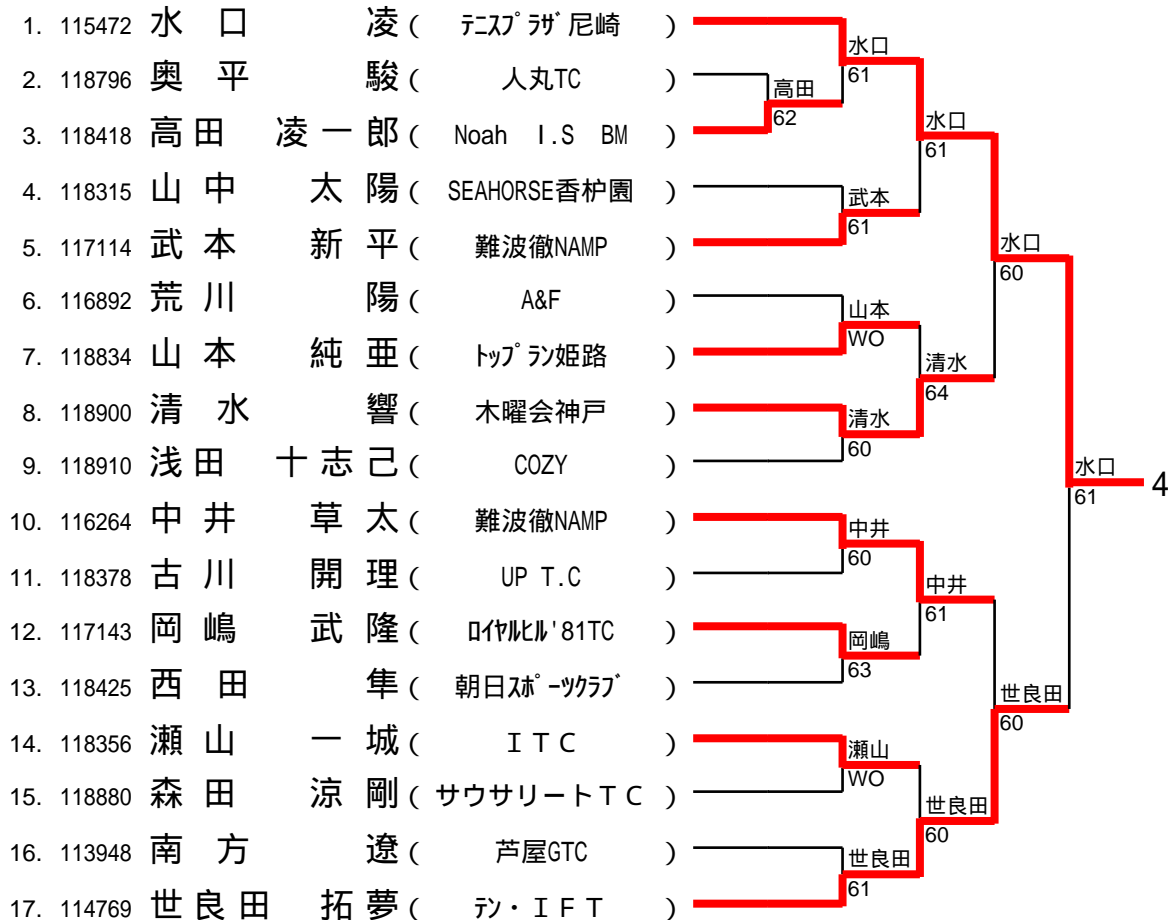 1. 115472 水口 凌 ( テニスプラザ尼崎 )
水口
2. 118796 奥平 駿 ( 人丸TC )
61
高田
3. 118418 高田 凌一郎 ( Noah I.S BM )
62
水口
61
4. 118315 山中 太陽 ( SEAHORSE香枦園 )
武本
5. 117114 武本 新平 ( 難波徹NAMP )
61
水口
60
6. 116892 荒川 陽 ( A&F )
山本
7. 118834 山本 純亜 ( トップラン姫路 )
WO
清水
64
8. 118900 清水 響 ( 木曜会神戸 )
清水
9. 118910 浅田 十志己 ( COZY )
60
水口
4
61
10. 116264 中井 草太 ( 難波徹NAMP )
中井
11. 118378 古川 開理 ( UP T.C )
60
中井
61
12. 117143 岡嶋 武隆 ( ロイヤルヒル'81TC )
岡嶋
13. 118425 西田 隼 ( 朝日スポーツクラブ )
63
世良田
60
14. 118356 瀬山 一城 ( ITC )
瀬山
15. 118880 森田 涼剛 ( サウサリートTC )
WO
世良田
60
16. 113948 南方 遼 ( 芦屋GTC )
世良田
17. 114769 世良田 拓夢 ( テン・IFT )
61